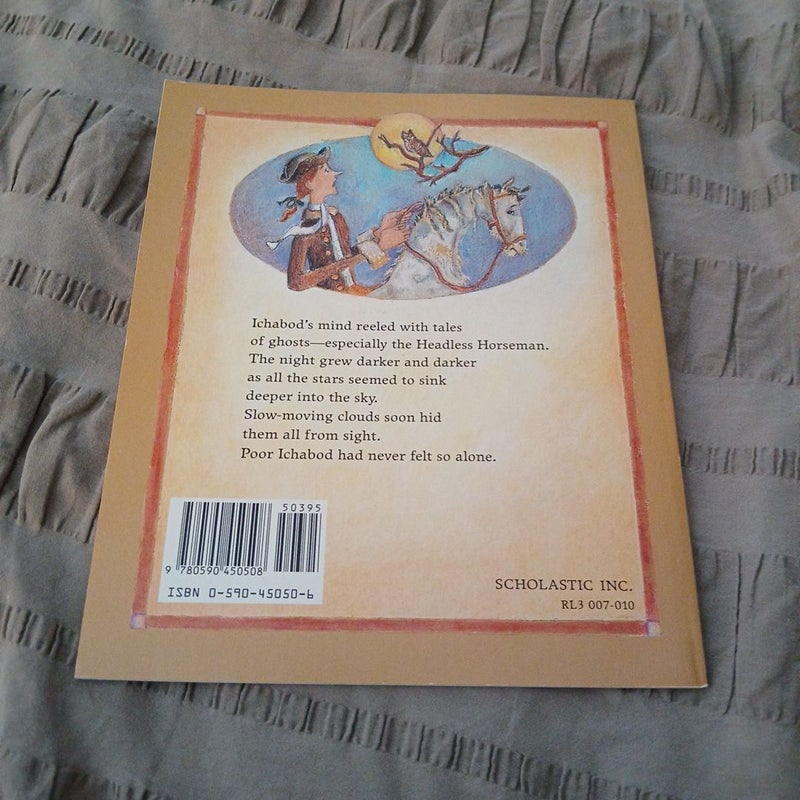 Ichabod's mind reeled with tales
of ghosts—especially the Headless Horseman.
The night grew darker and darker
as all the stars seemed to sink
deeper into the sky.
Slow-moving clouds soon hid
them all from sight.
Poor Ichabod had never felt so alone.
50395
9 780590 450508
ISBN 0-590-45050-6
SCHOLASTIC INC.
RL3 007-010